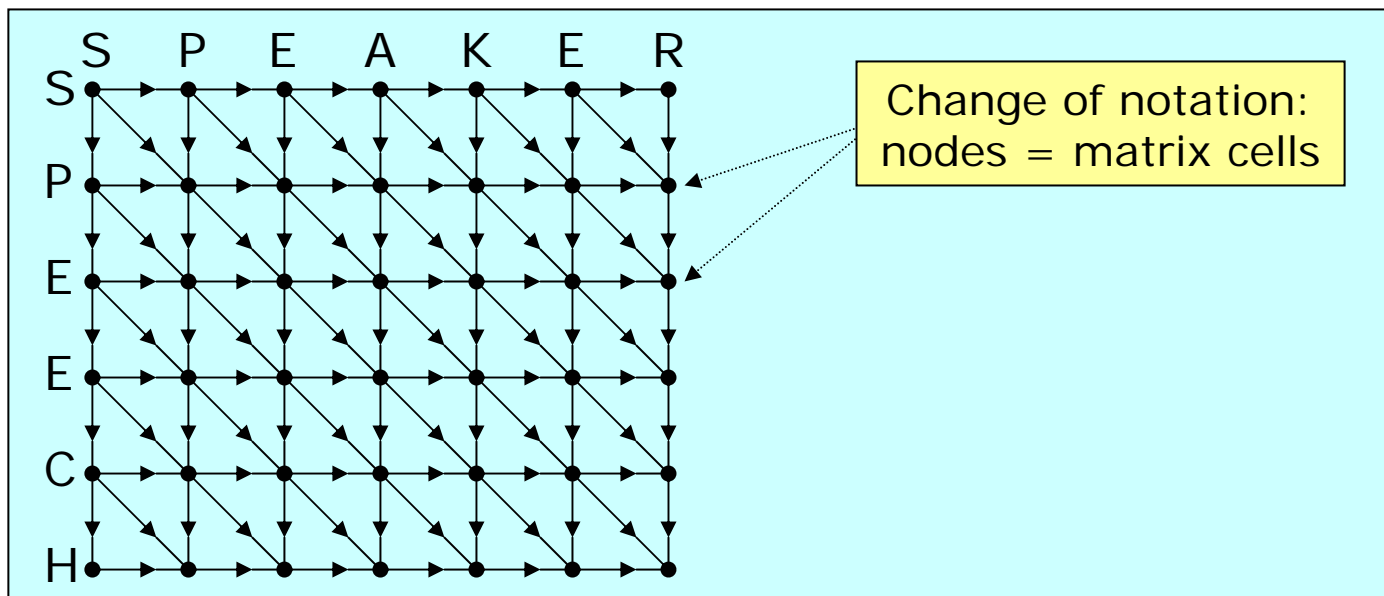 S P E A K E R
S
P
E
E
C
H
Change of notation:
nodes = matrix cells